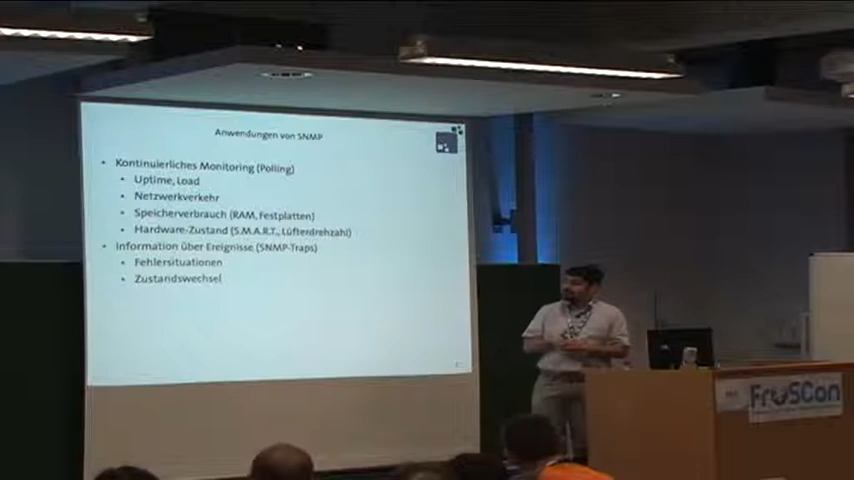 Anwendungen von SNMP
• Kontinuierliches Monitoring (Polling)
• Uptime, Load
• Netzwerkverkehr
• Speicherverbrauch (RAM, Festplatten)
• Hardware-Zustand (S.M.A.R.T., Lüfterdrehzahl)
• Information über Ereignisse (SNMP-Traps)
• Fehlersituationen
• Zustandswechsel
FrOSCon